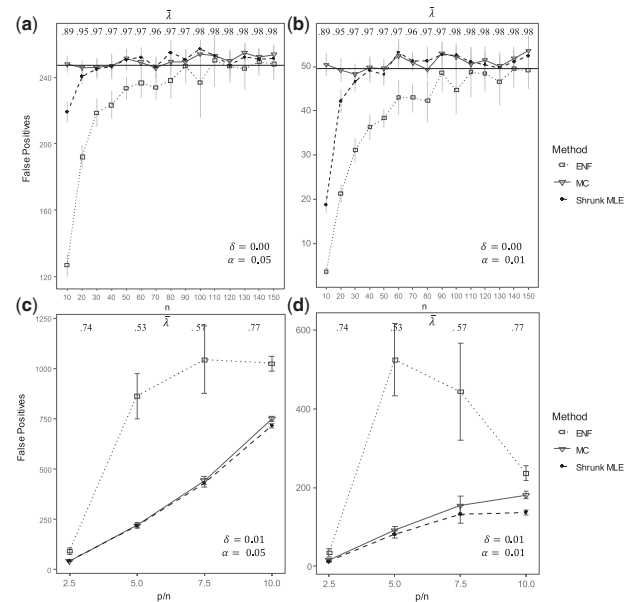 (a)
λ̄
.89 .95 .97 .97 .97 .97 .96 .97 .97 .98 .98 .98 .98 .98 .98
False Positives
240
200
160
120
10 20 30 40 50 60 70 80 90 100 110 120 130 140 150
n
δ = 0.00
α = 0.05
(b)
λ̄
.89 .95 .96 .97 .97 .97 .96 .97 .97 .98 .98 .98 .98 .98 .98
50
40
30
20
10
10 20 30 40 50 60 70 80 90 100 110 120 130 140 150
n
δ = 0.00
α = 0.01
Method
ENF
MC
Shrunk MLE
(c)
λ̄
.74 .53 .57 .77
False Positives
1250
1000
750
500
250
0
2.5 5.0 7.5 10.0
p/n
δ = 0.01
α = 0.05
(d)
λ̄
.74 .53 .57 .77
600
400
200
0
2.5 5.0 7.5 10.0
p/n
δ = 0.01
α = 0.01
Method
ENF
MC
Shrunk MLE